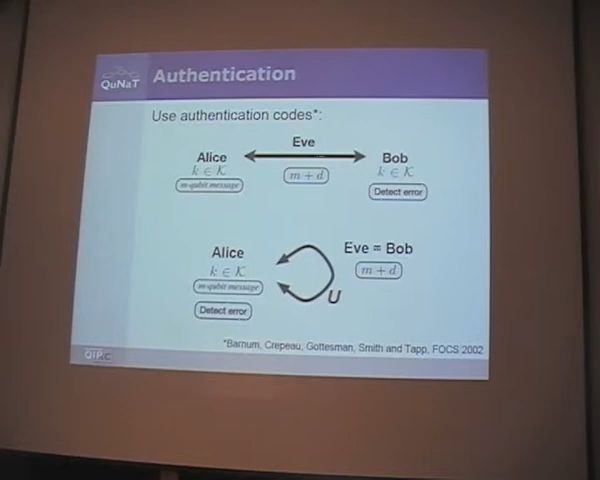 QuNaT
Authentication
Use authentication codes*:
Eve
Alice
Bob
k ∈ K
k ∈ K
m-qubit message
m + d
Detect error
Alice
Eve = Bob
k ∈ K
m + d
m-qubit message
U
Detect error
*Barnum, Crepeau, Gottesman, Smith and Tapp, FOCS 2002
QIP